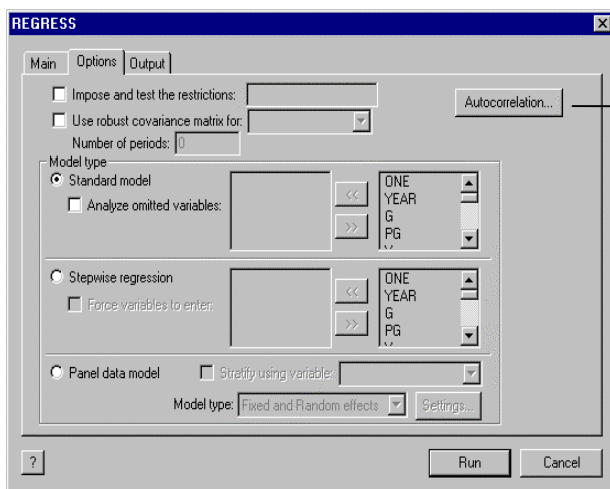 REGRESS
Main Options Output
Impose and test the restrictions:
Autocorrelation...
Use robust covariance matrix for:
Number of periods: 0
Model type
Standard model
Analyze omitted variables:
<<
>>
ONE
YEAR
G
PG
Stepwise regression
Force variables to enter:
<<
>>
ONE
YEAR
G
PG
Panel data model
Stratify using variable:
Model type: Fixed and Random effects Settings...
? Run Cancel